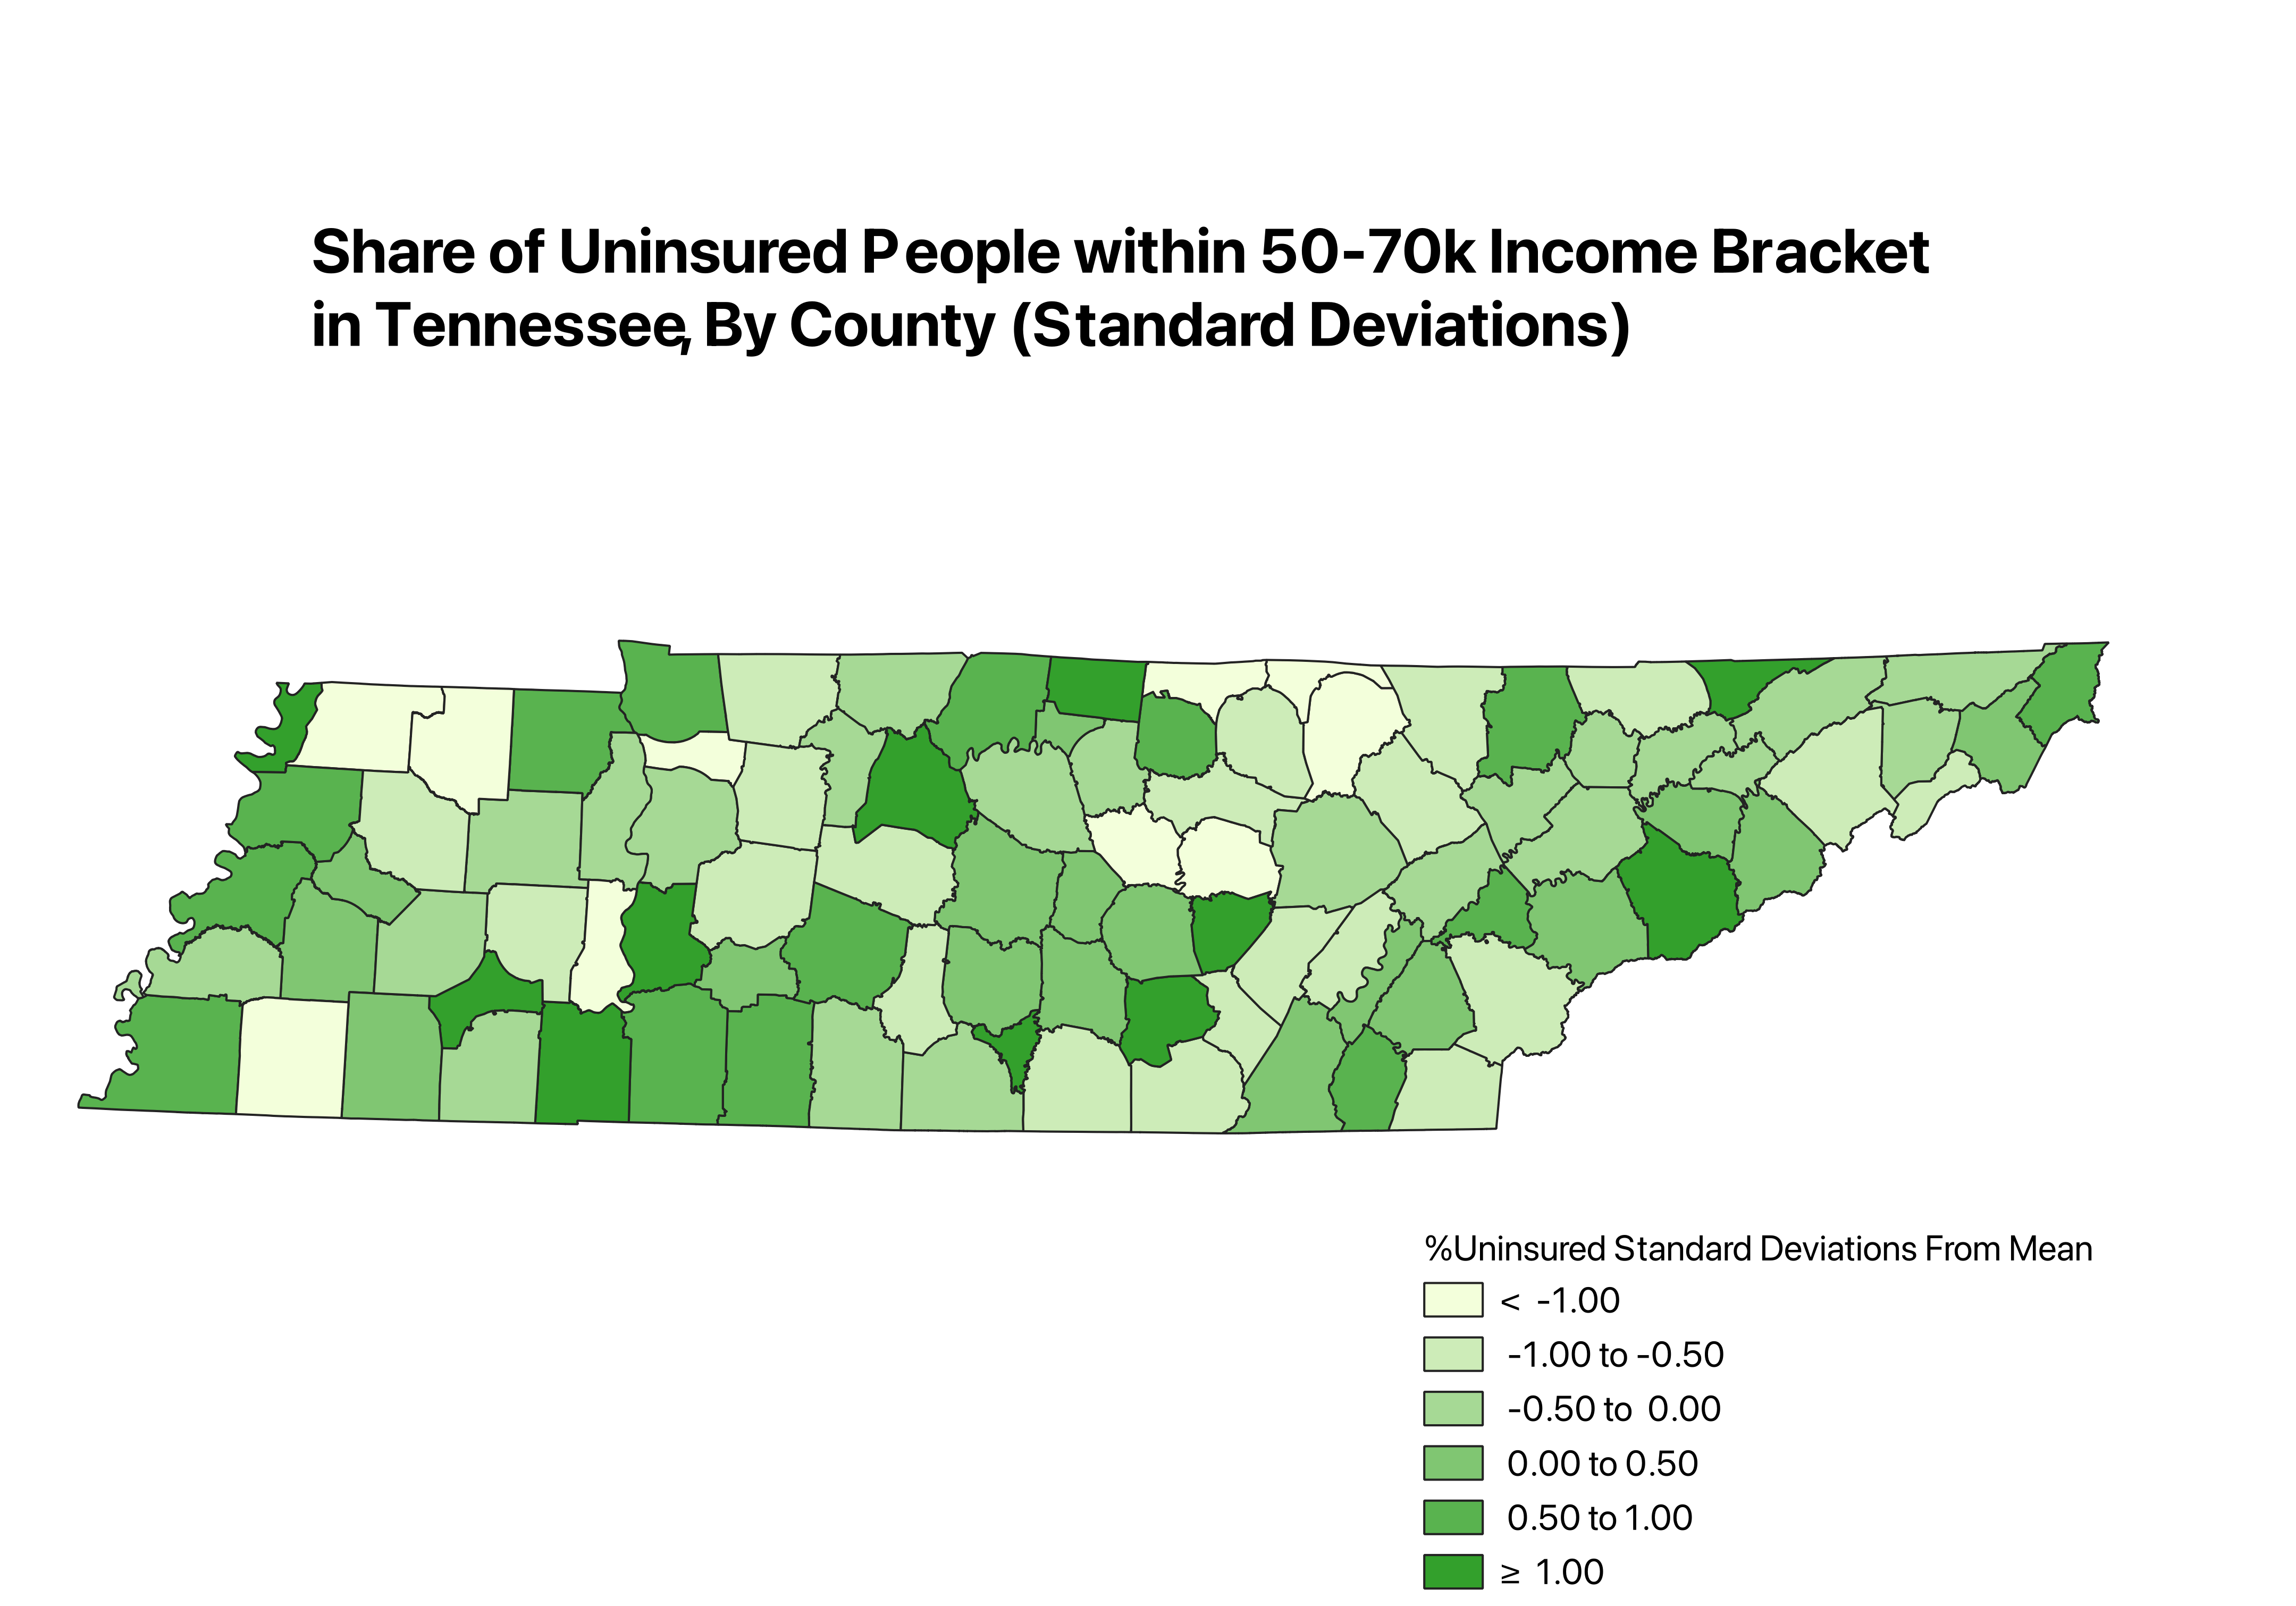 Share of Uninsured People within 50-70k Income Bracket
in Tennessee, By County (Standard Deviations)
%Uninsured Standard Deviations From Mean
< -1.00
-1.00 to -0.50
-0.50 to 0.00
0.00 to 0.50
0.50 to 1.00
≥ 1.00